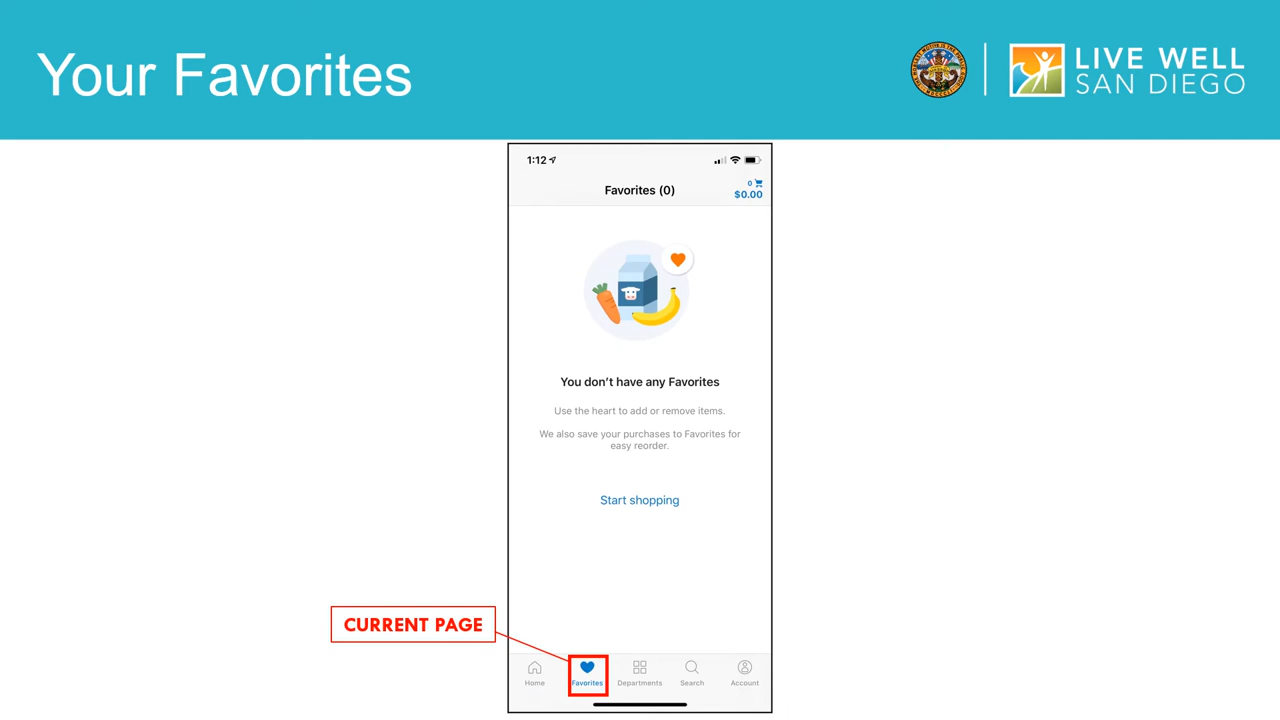 Your Favorites
LIVE WELL
SAN DIEGO
1:12
Favorites (0)
0
$0.00
You don’t have any Favorites
Use the heart to add or remove items.
We also save your purchases to Favorites for
easy reorder.
Start shopping
CURRENT PAGE
Home
Favorites
Departments
Search
Account